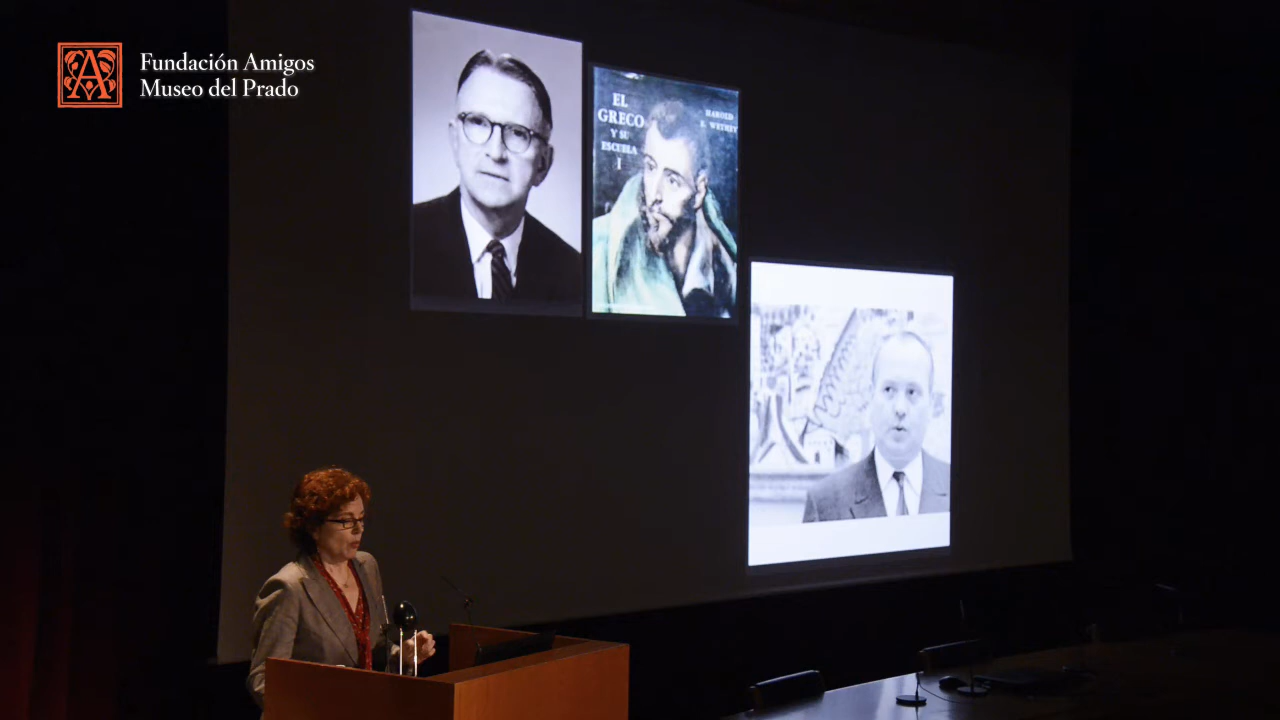 Fundación Amigos
Museo del Prado
EL
GRECO
Y SU
ESCUELA
I
HAROLD
E. WETHEY